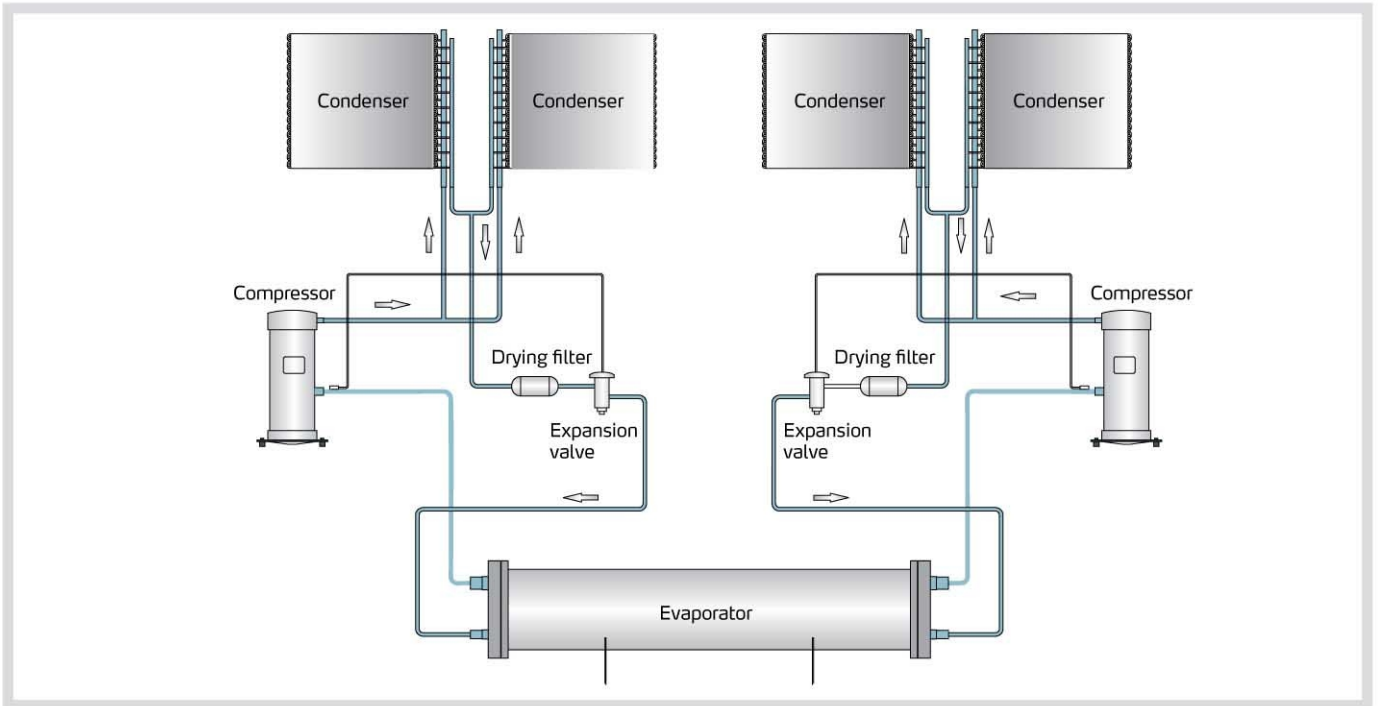 Condenser
Condenser
Condenser
Condenser
Compressor
Compressor
Drying filter
Drying filter
Expansion
valve
Expansion
valve
Evaporator